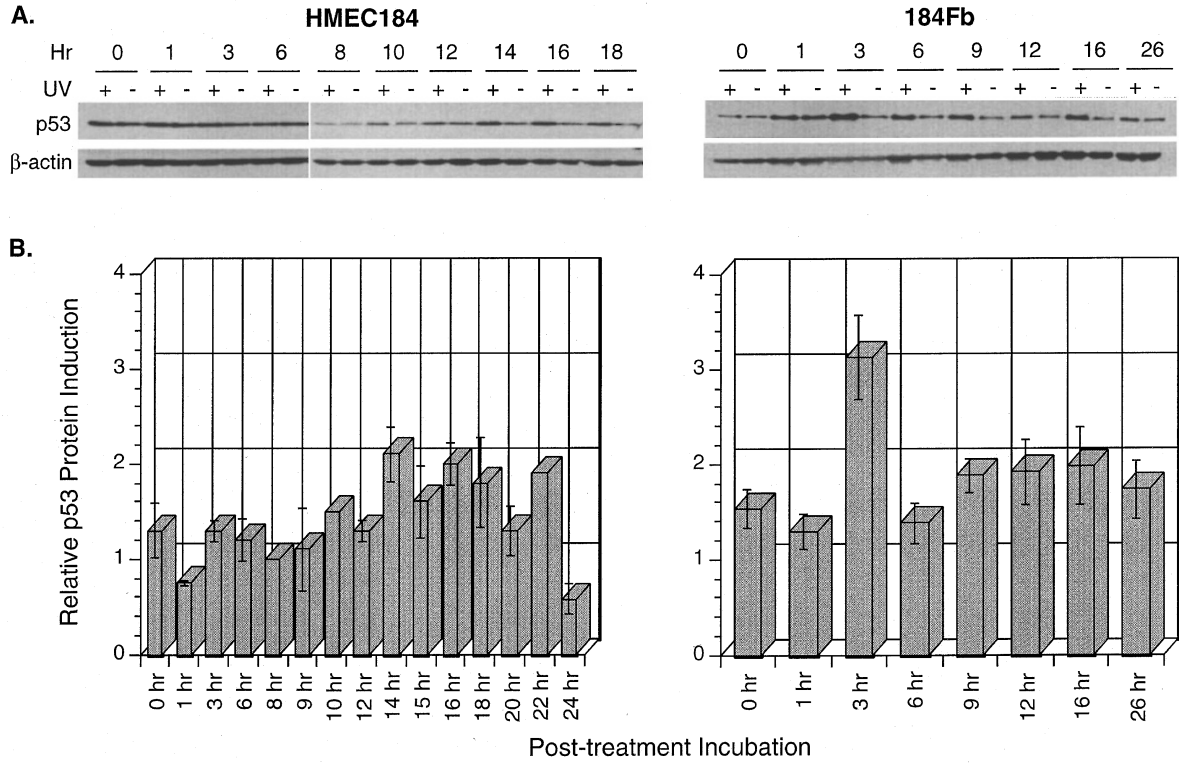 A.
HMEC184
184Fb
Hr 0 1 3 6 8 10 12 14 16 18 0 1 3 6 9 12 16 26
UV + - + - + - + - + - + - + - + - + - + - + - + - + - + - + - + - + - + -
p53
β-actin
B.
Relative p53 Protein Induction
4
3
2
1
0
0 hr 1 hr 3 hr 6 hr 8 hr 9 hr 10 hr 12 hr 14 hr 15 hr 16 hr 18 hr 20 hr 22 hr 24 hr
4
3
2
1
0
0 hr 1 hr 3 hr 6 hr 9 hr 12 hr 16 hr 26 hr
Post-treatment Incubation